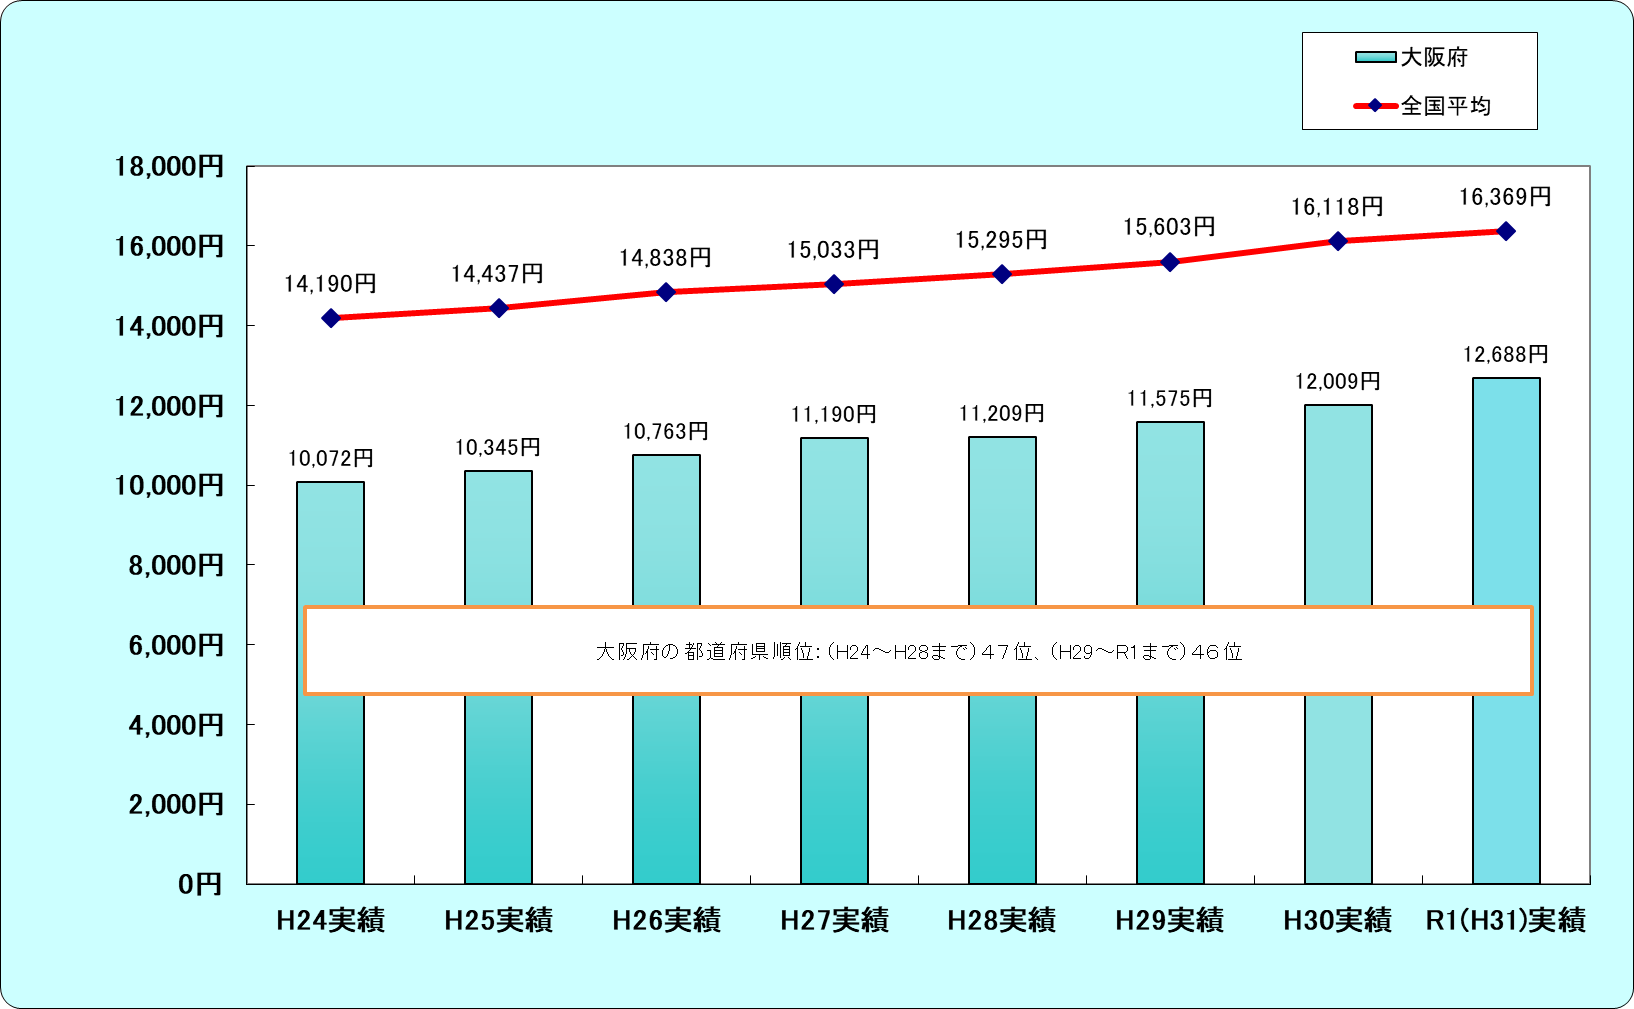 大阪府
全国平均
18,000円
16,000円
14,000円
12,000円
10,000円
8,000円
6,000円
4,000円
2,000円
0円
14,190円
14,437円
14,838円
15,033円
15,295円
15,603円
16,118円
16,369円
10,072円
10,345円
10,763円
11,190円
11,209円
11,575円
12,009円
12,688円
大阪府の都道府県順位：（H24～H28まで）４７位、（H29～R1まで）４６位
H24実績
H25実績
H26実績
H27実績
H28実績
H29実績
H30実績
R1(H31)実績